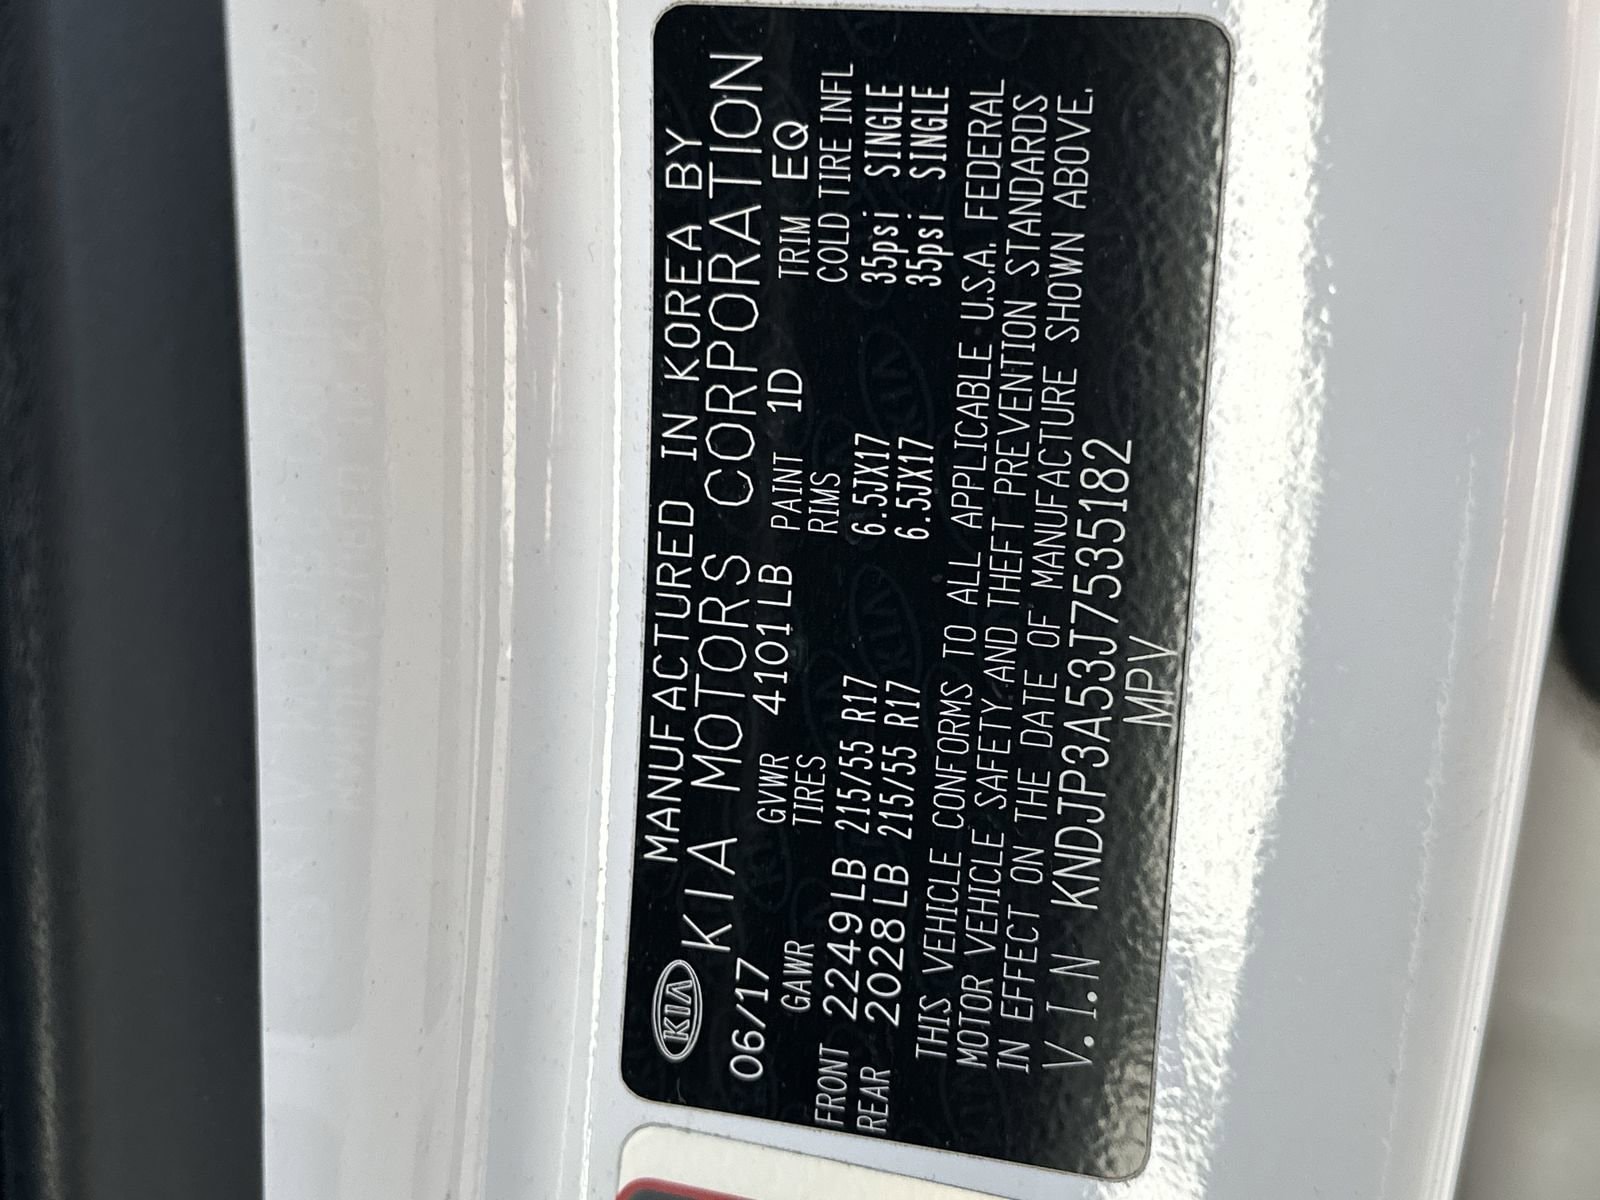 KIA MANUFACTURED IN KOREA BY
KIA MOTORS CORPORATION
06/17 GVWR 4101LB PAINT 1D TRIM EQ
GAWR TIRES RIMS COLD TIRE INFL
FRONT 2249LB 215/55 R17 6.5JX17 35psi SINGLE
REAR 2028LB 215/55 R17 6.5JX17 35psi SINGLE
THIS VEHICLE CONFORMS TO ALL APPLICABLE U.S.A. FEDERAL
MOTOR VEHICLE SAFETY.AND THEFT PREVENTION STANDARDS
IN EFFECT ON THE DATE OF MANUFACTURE SHOWN ABOVE.
V.I.N KNDJP3A53J7535182
MPV